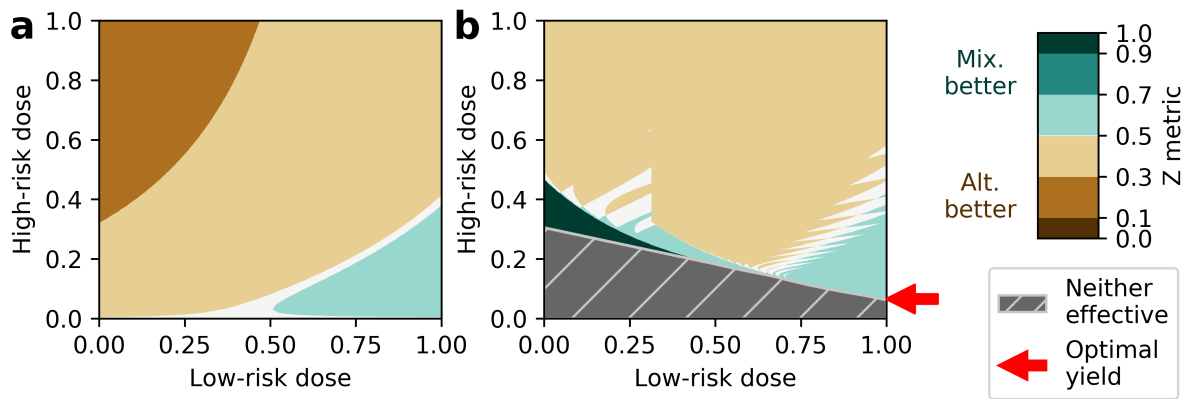 a
1.0
0.8
0.6
0.4
0.2
0.0
High-risk dose
0.00 0.25 0.50 0.75 1.00
Low-risk dose
b
1.0
0.8
0.6
0.4
0.2
0.0
High-risk dose
0.00 0.25 0.50 0.75 1.00
Low-risk dose
Mix.
better
Alt.
better
1.0
0.9
0.7
0.5
0.3
0.1
0.0
Z metric
Neither
effective
Optimal
yield